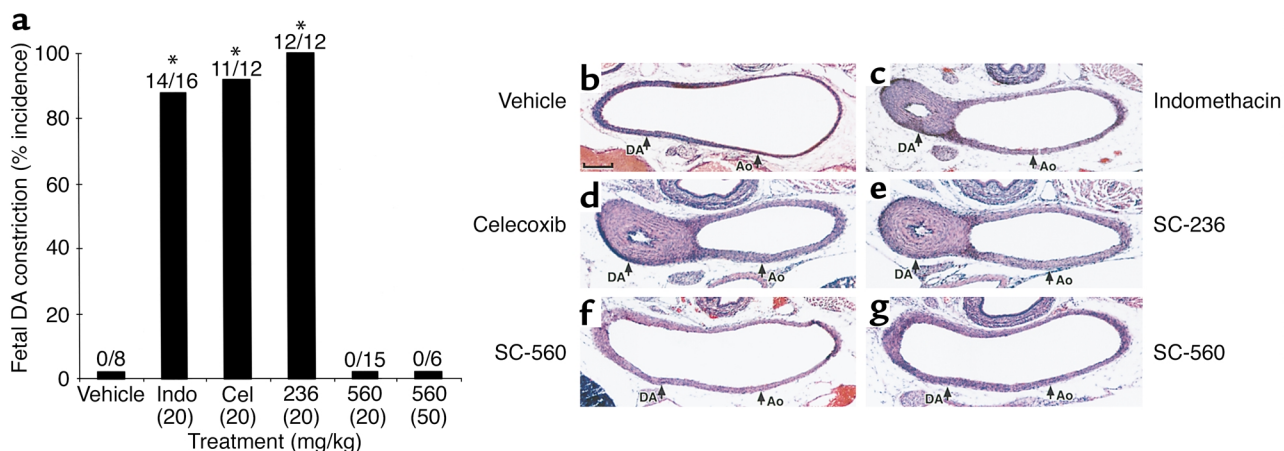 a
Fetal DA constriction (% incidence)
100
80
60
40
20
0
0/8
*
14/16
*
11/12
*
12/12
0/15
0/6
Vehicle Indo Cel 236 560 560
(20) (20) (20) (20) (50)
Treatment (mg/kg)
Vehicle
b
DA
Ao
c
DA
Ao
Indomethacin
Celecoxib
d
DA
Ao
e
DA
Ao
SC-236
SC-560
f
DA
Ao
g
DA
Ao
SC-560